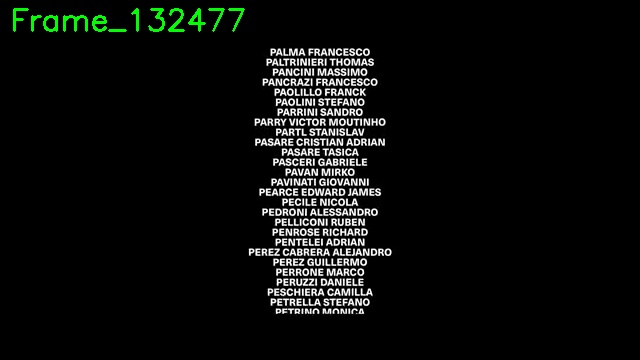 Frame_132477
PALMA FRANCESCO
PALTRINIERI THOMAS
PANCINI MASSIMO
PANCRAZI FRANCESCO
PAOLILLO FRANCK
PAOLINI STEFANO
PARRINI SANDRO
PARRY VICTOR MOUTINHO
PARTL STANISLAV
PASARE CRISTIAN ADRIAN
PASARE TASICA
PASCERI GABRIELE
PAVAN MIRKO
PAVINATI GIOVANNI
PEARCE EDWARD JAMES
PECILE NICOLA
PEDRONI ALESSANDRO
PELLICONI RUBEN
PENROSE RICHARD
PENTELEI ADRIAN
PEREZ CABRERA ALEJANDRO
PEREZ GUILLERMO
PERRONE MARCO
PERUZZI DANIELE
PESCHIERA CAMILLA
PETRELLA STEFANO
PETRINO MONICA